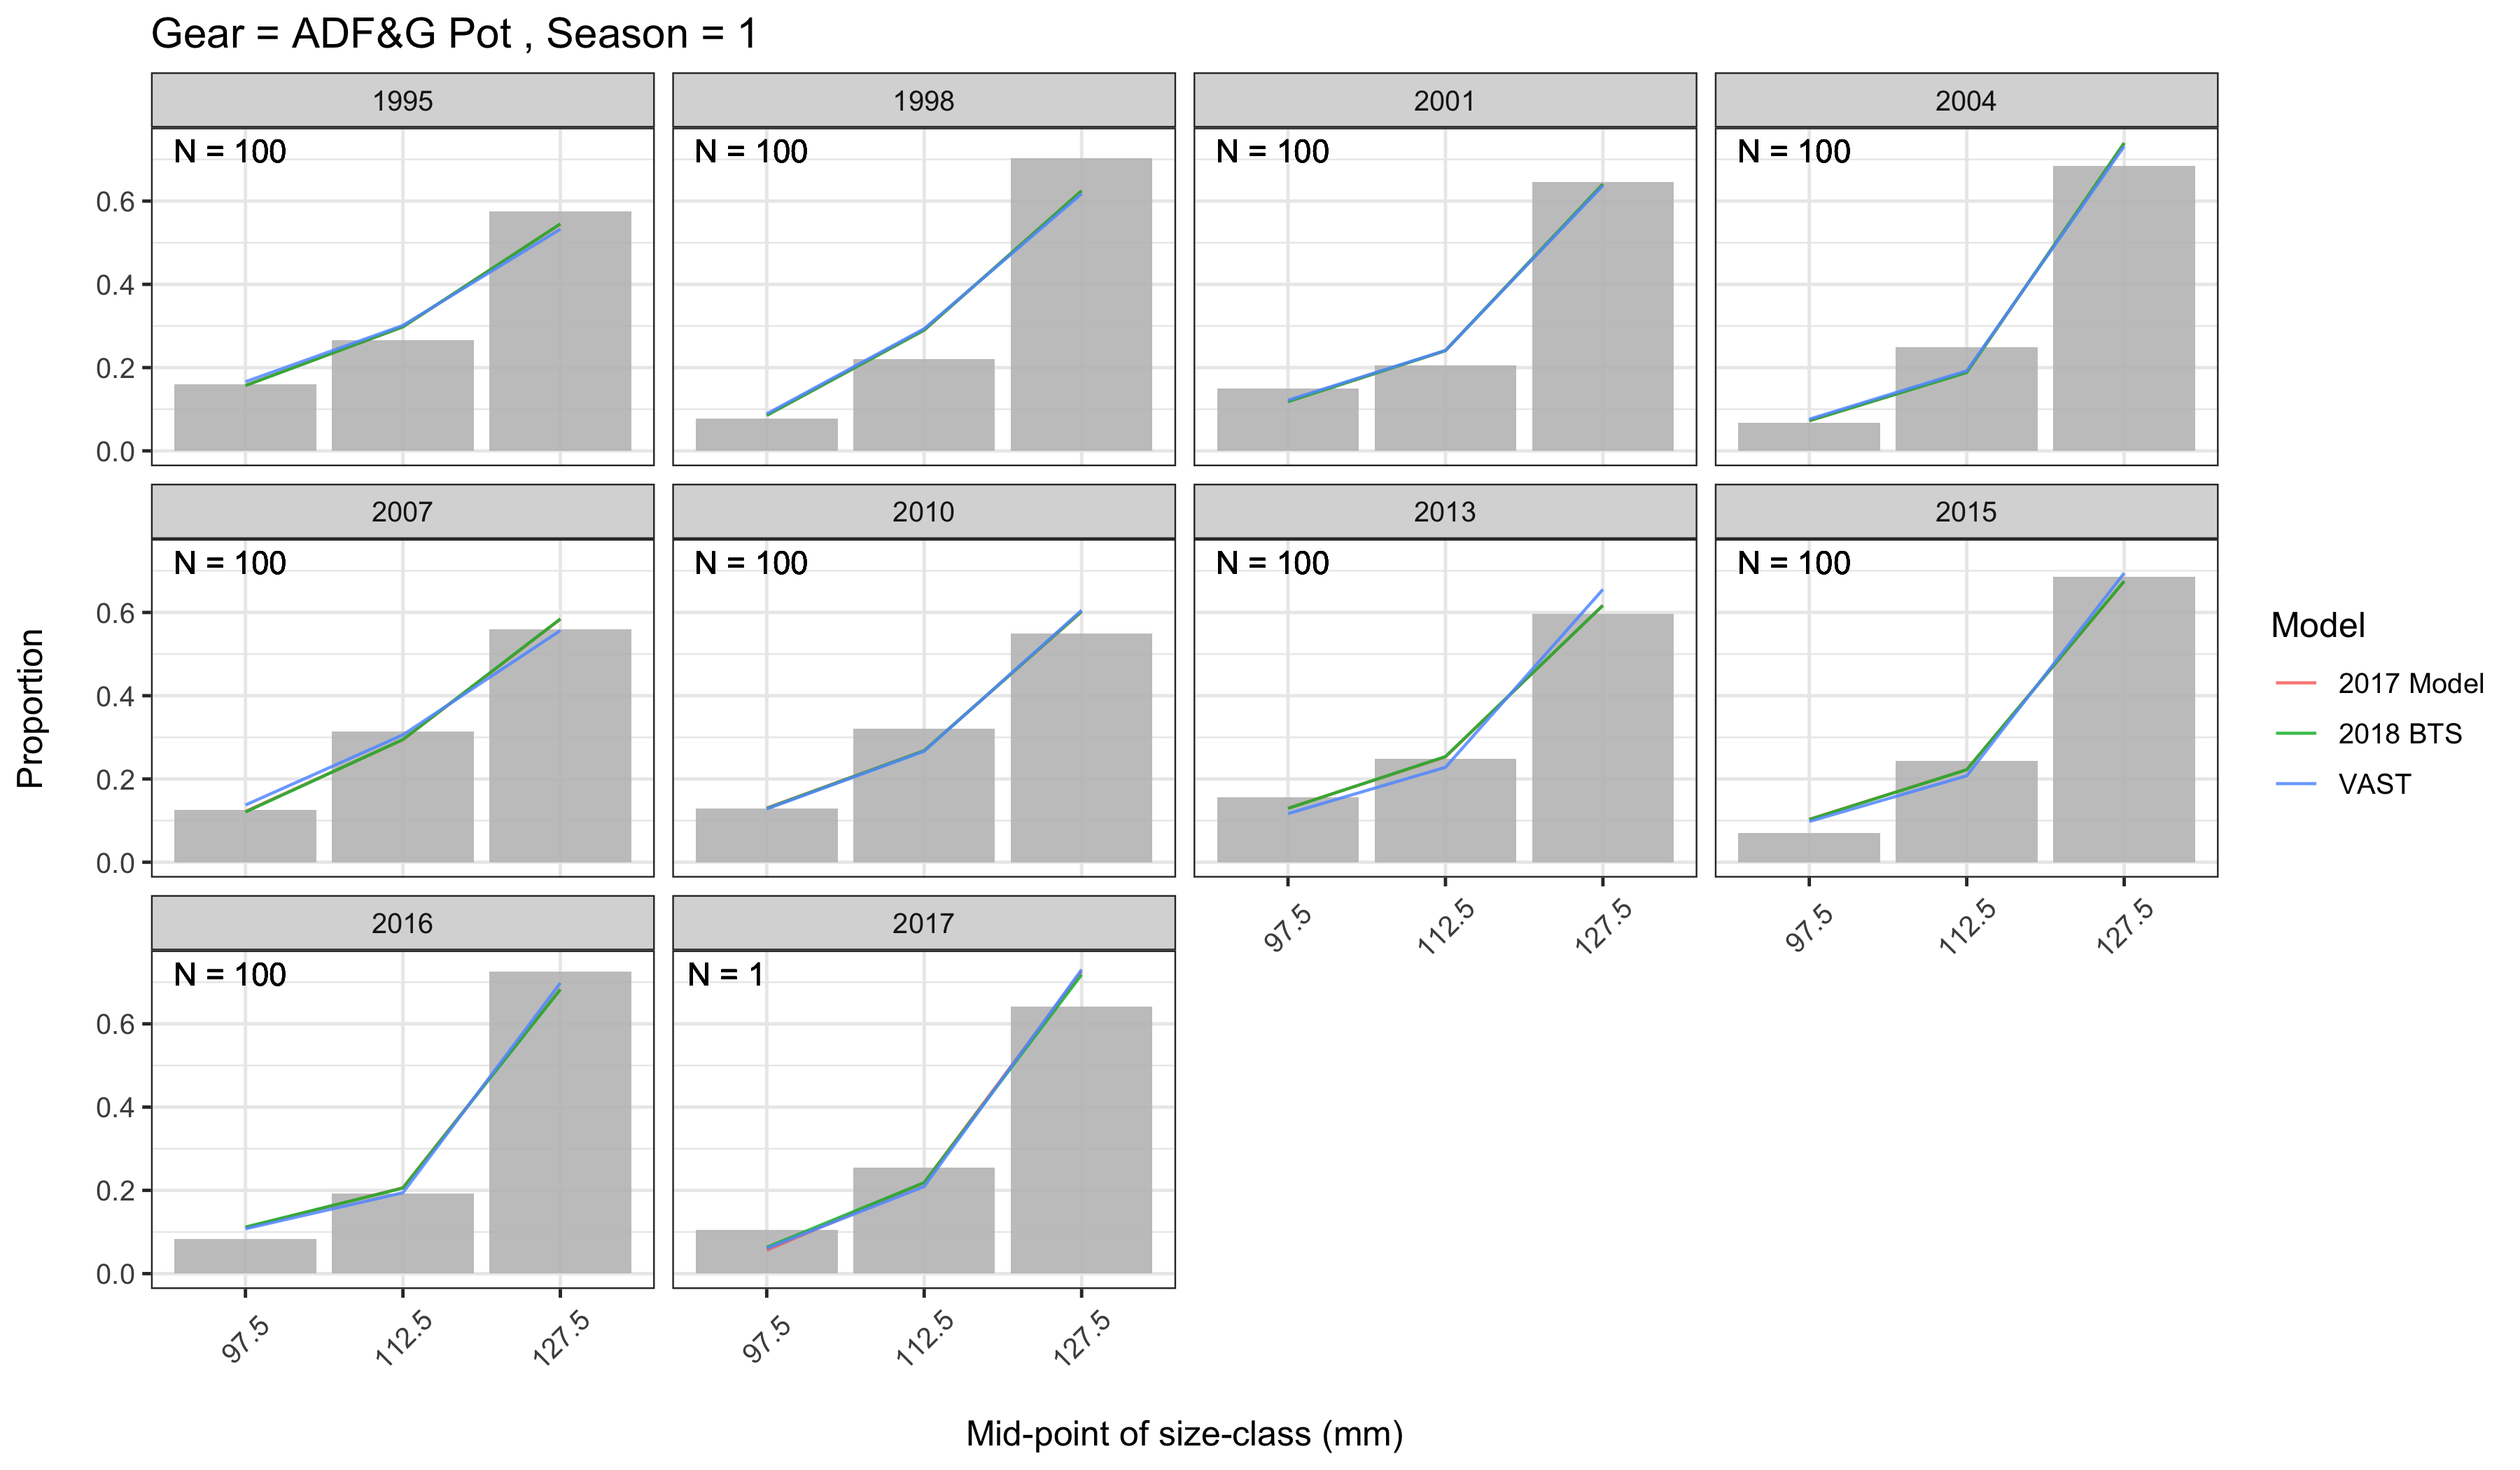 Gear = ADF&G Pot , Season = 1
1995 1998 2001 2004
N = 100 N = 100 N = 100 N = 100
0.6
0.4
0.2
0.0
2007 2010 2013 2015
N = 100 N = 100 N = 100 N = 100
0.6
0.4
0.2
0.0
97.5 112.5 127.5 97.5 112.5 127.5
2016 2017
N = 100 N = 1
0.6
0.4
0.2
0.0
97.5 112.5 127.5 97.5 112.5 127.5
Proportion
Mid-point of size-class (mm)
Model
2017 Model
2018 BTS
VAST